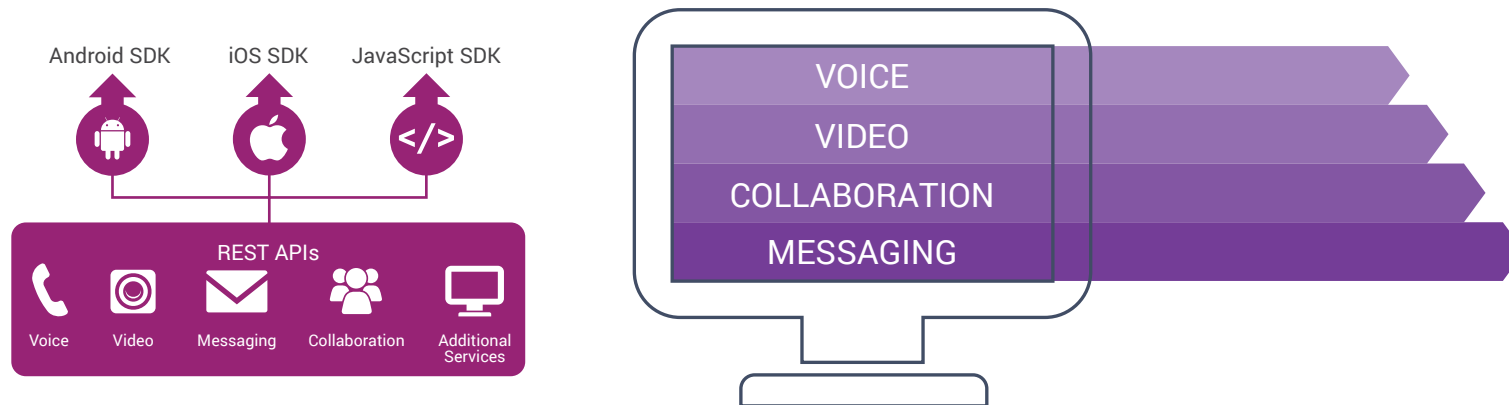 Android SDK
iOS SDK
JavaScript SDK
</>
REST APIs
Voice
Video
Messaging
Collaboration
Additional
Services
VOICE
VIDEO
COLLABORATION
MESSAGING